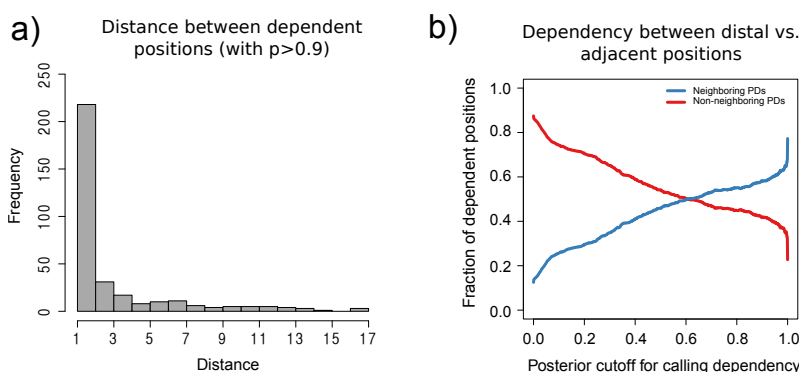 a)
Distance between dependent
positions (with p>0.9)
Frequency
0
50
100
150
200
250
1
3
5
7
9
11
13
15
17
Distance
b)
Dependency between distal vs.
adjacent positions
Fraction of dependent positions
0.0
0.2
0.4
0.6
0.8
1.0
Neighboring PDs
Non-neighboring PDs
0.0
0.2
0.4
0.6
0.8
1.0
Posterior cutoff for calling dependency